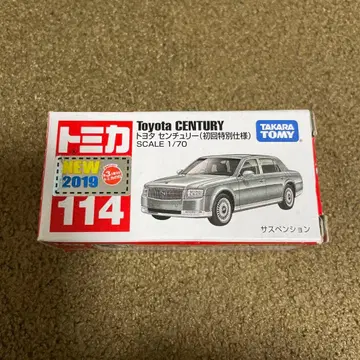 トミカ
NEW
2019
114
Toyota CENTURY
トヨタ センチュリー(初回特別仕様)
SCALE 1/70
TAKARA
TOMY
サスペンション